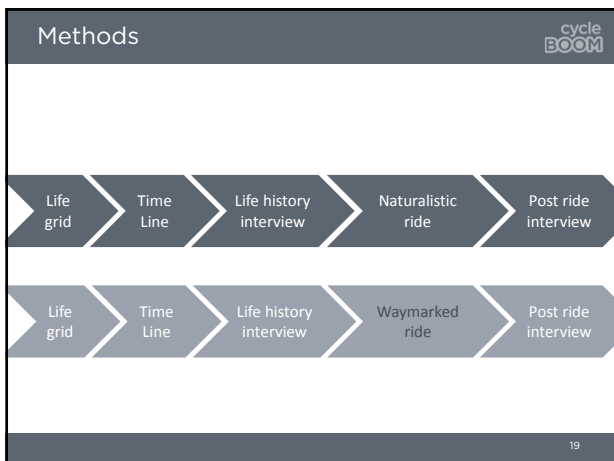 Methods
cycle
BOOM
Life
grid
Time
Line
Life history
interview
Naturalistic
ride
Post ride
interview
Life
grid
Time
Line
Life history
interview
Waymarked
ride
Post ride
interview
19